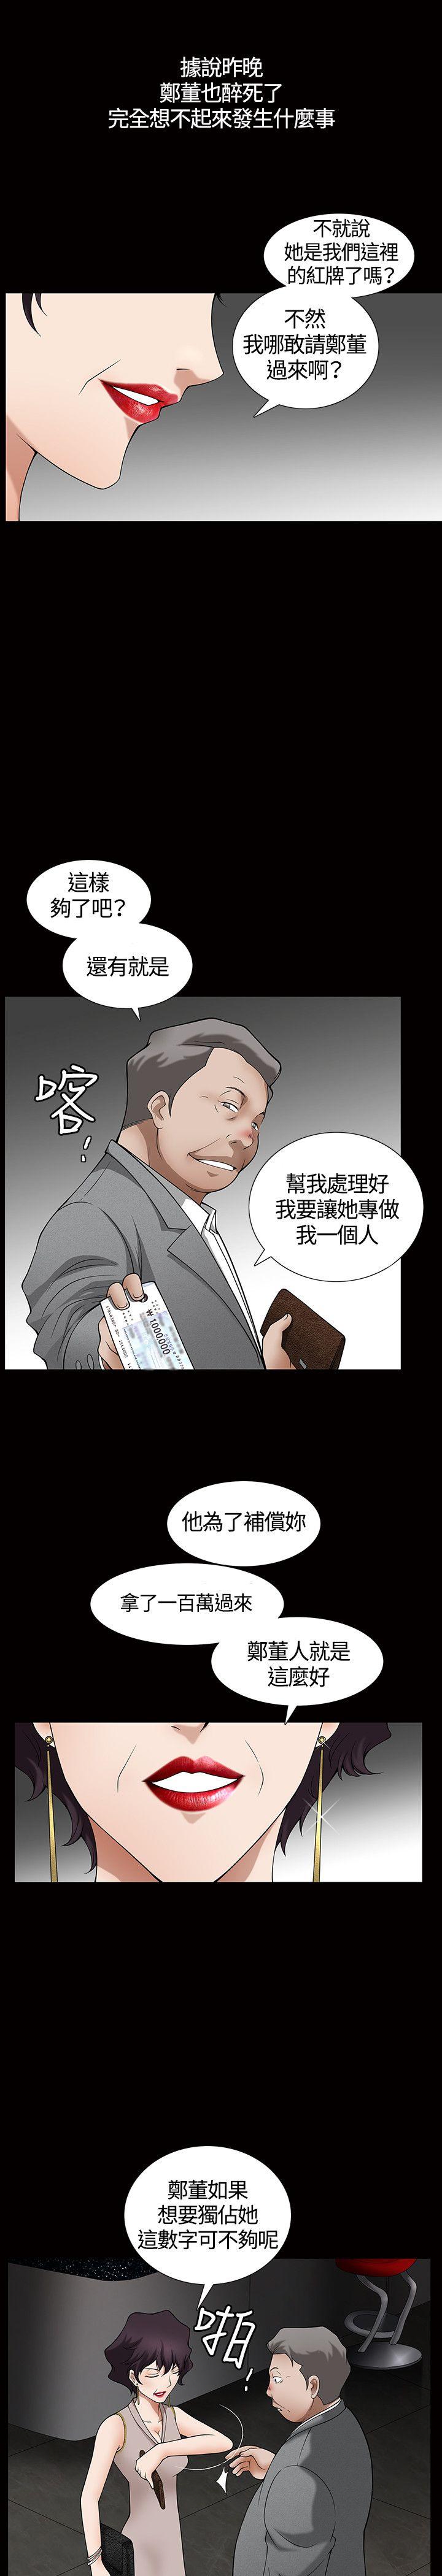 據說昨晚
鄭董也醉死了
完全想不起來發生什麼事
不就說
她是我們這裡
的紅牌了嗎？
不然
我哪敢請鄭董
過來啊？
這樣
夠了吧？
還有就是
喀
幫我處理好
我要讓她專做
我一個人
₩1000000
他為了補償妳
拿了一百萬過來
鄭董人就是
這麼好
鄭董如果
想要獨佔她
這數字可不夠呢
啪